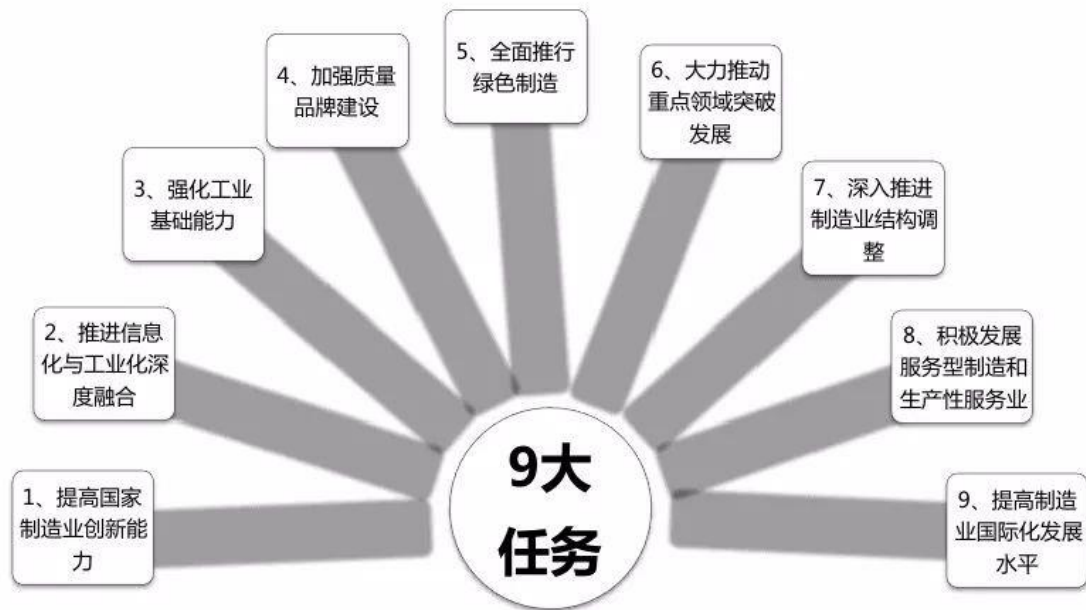 1、提高国家
制造业创新能
力
2、推进信息
化与工业化深
度融合
3、强化工业
基础能力
4、加强质量
品牌建设
5、全面推行
绿色制造
6、大力推动
重点领域突破
发展
7、深入推进
制造业结构调
整
8、积极发展
服务型制造和
生产性服务业
9、提高制造
业国际化发展
水平
9大
任务